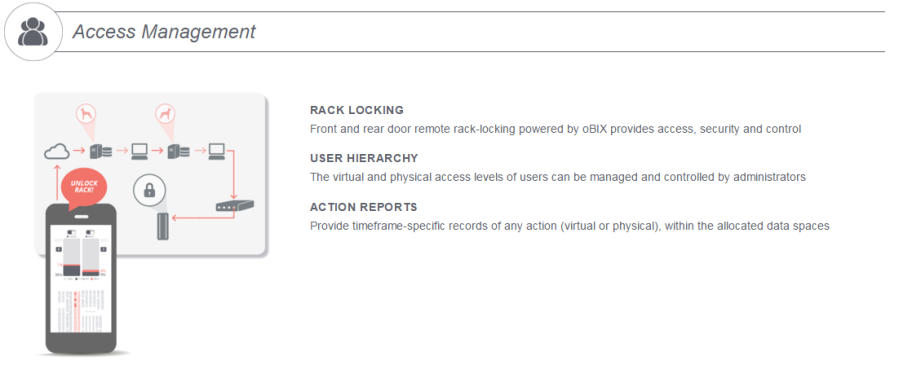 Access Management
RACK LOCKING
Front and rear door remote rack-locking powered by oBIX provides access, security and control
USER HIERARCHY
The virtual and physical access levels of users can be managed and controlled by administrators
ACTION REPORTS
Provide timeframe-specific records of any action (virtual or physical), within the allocated data spaces
UNLOCK
RACK!